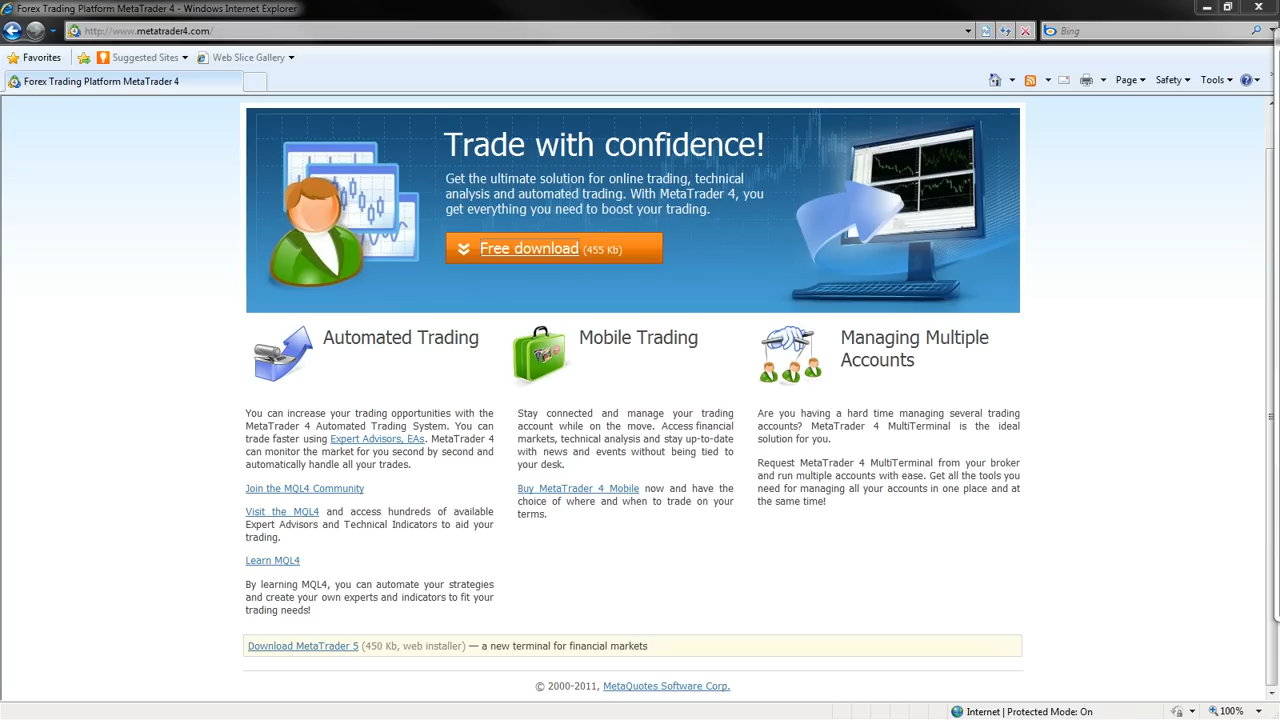 Forex Trading Platform MetaTrader 4 - Windows Internet Explorer
http://www.metatrader4.com/
Bing
Favorites
Suggested Sites
Web Slice Gallery
Forex Trading Platform MetaTrader 4
Page
Safety
Tools
Trade with confidence!
Get the ultimate solution for online trading, technical
analysis and automated trading. With MetaTrader 4, you
get everything you need to boost your trading.
Free download (455 Kb)
Automated Trading
You can increase your trading opportunities with the
MetaTrader 4 Automated Trading System. You can
trade faster using Expert Advisors, EAs. MetaTrader 4
can monitor the market for you second by second and
automatically handle all your trades.
Join the MQL4 Community
Visit the MQL4 and access hundreds of available
Expert Advisors and Technical Indicators to aid your
trading.
Learn MQL4
By learning MQL4, you can automate your strategies
and create your own experts and indicators to fit your
trading needs!
Mobile Trading
Stay connected and manage your trading
account while on the move. Access financial
markets, technical analysis and stay up-to-date
with news and events without being tied to
your desk.
Buy MetaTrader 4 Mobile now and have the
choice of where and when to trade on your
terms.
Managing Multiple
Accounts
Are you having a hard time managing several trading
accounts? MetaTrader 4 MultiTerminal is the ideal
solution for you.
Request MetaTrader 4 MultiTerminal from your broker
and run multiple accounts with ease. Get all the tools you
need for managing all your accounts in one place and at
the same time!
Download MetaTrader 5 (450 Kb, web installer) — a new terminal for financial markets
© 2000-2011, MetaQuotes Software Corp.
Internet | Protected Mode: On
100%